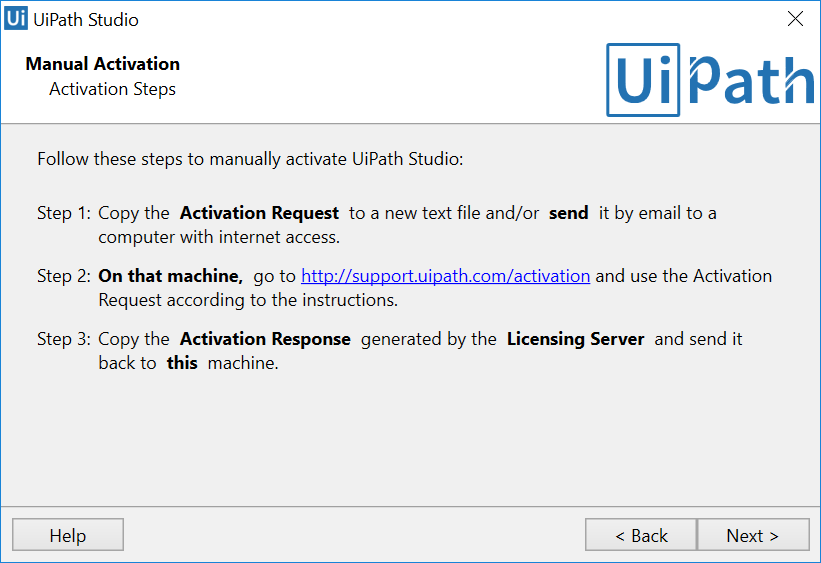 Ui UiPath Studio
Manual Activation
Activation Steps
UiPath
Follow these steps to manually activate UiPath Studio:
Step 1: Copy the Activation Request to a new text file and/or send it by email to a
computer with internet access.
Step 2: On that machine, go to http://support.uipath.com/activation and use the Activation
Request according to the instructions.
Step 3: Copy the Activation Response generated by the Licensing Server and send it
back to this machine.
Help
< Back
Next >